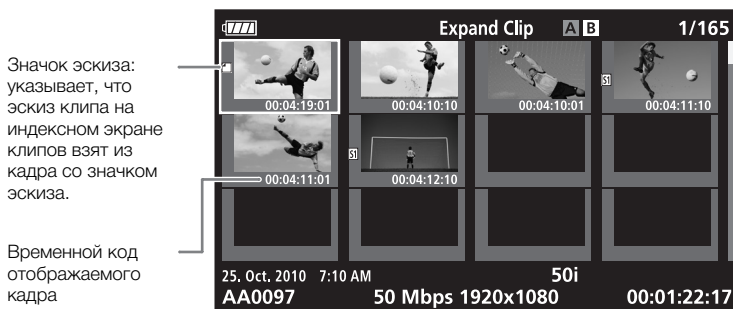 Значок эскиза:
указывает, что
эскиз клипа на
индексном экране
клипов взят из
кадра со значком
эскиза.
Временной код
отображаемого
кадра
Expand Clip A B 1/165
00:04:19:01 00:04:10:10 00:04:10:01 S1 00:04:11:10
00:04:11:01 S1 00:04:12:10
25. Oct. 2010 7:10 AM 50i
AA0097 50 Mbps 1920x1080 00:01:22:17